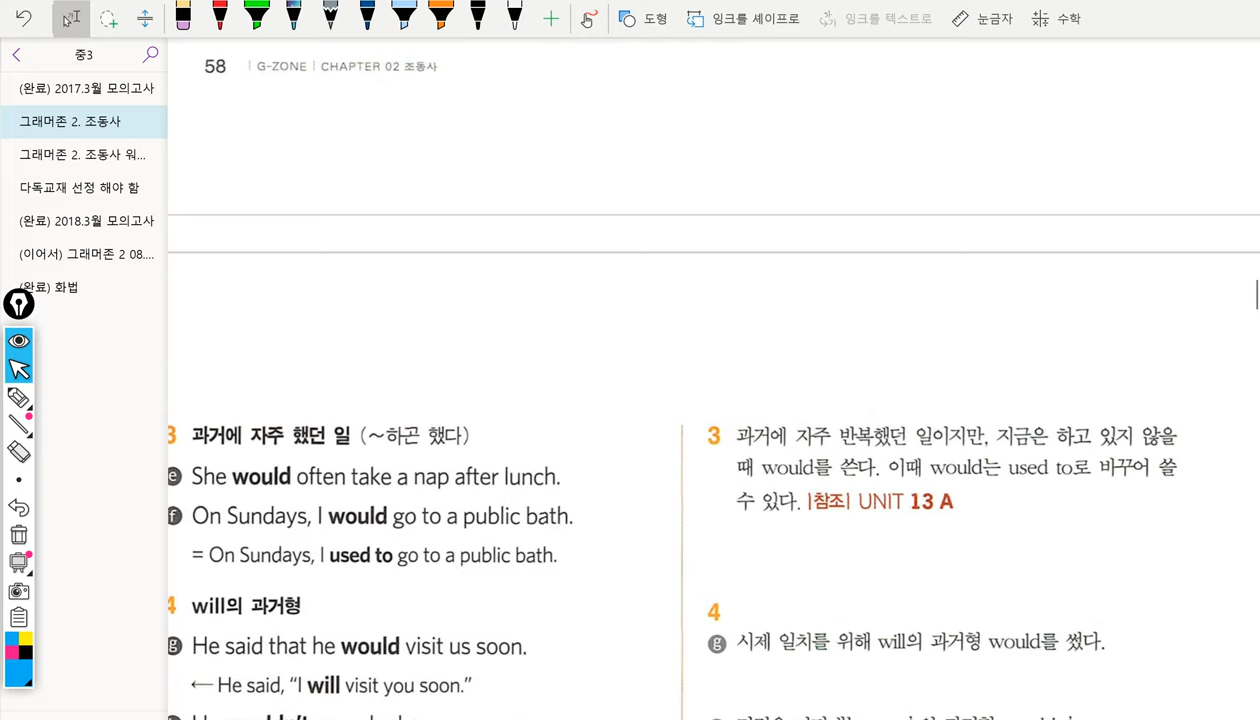 도형
잉크를 셰이프로
잉크를 텍스트로
눈금자
수학
중3
(완료) 2017.3월 모의고사
그래머존 2. 조동사
그래머존 2. 조동사 워...
다독교재 선정 해야 함
(완료) 2018.3월 모의고사
(이어서) 그래머존 2 08....
(완료) 화법
58 | G-ZONE | CHAPTER 02 조동사
3 과거에 자주 했던 일 (~하곤 했다)
e She would often take a nap after lunch.
f On Sundays, I would go to a public bath.
= On Sundays, I used to go to a public bath.
4 will의 과거형
g He said that he would visit us soon.
← He said, “I will visit you soon.”
3 과거에 자주 반복했던 일이지만, 지금은 하고 있지 않을
때 would를 쓴다. 이때 would는 used to로 바꾸어 쓸
수 있다. |참조| UNIT 13 A
4
g 시제 일치를 위해 will의 과거형 would를 썼다.